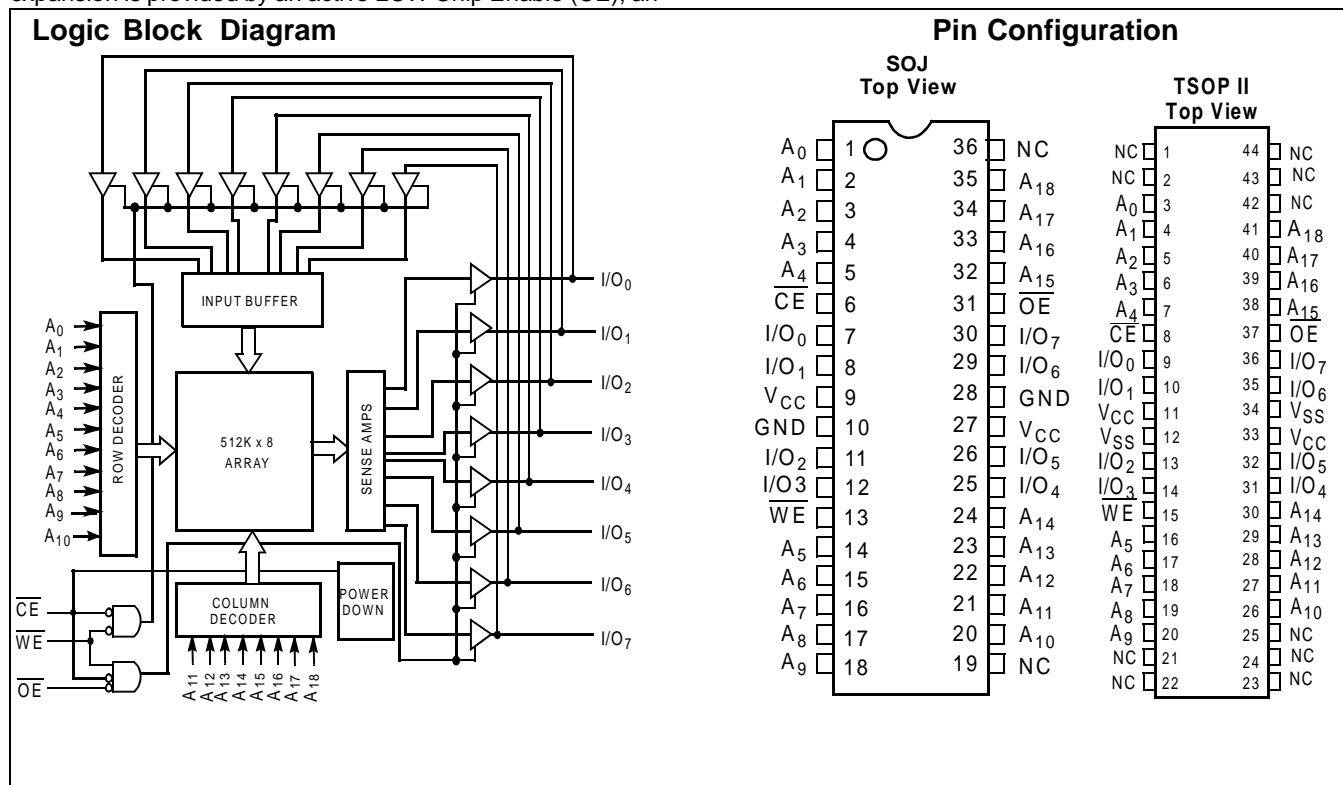 expansion is provided by an active LOW Chip Enable (CE), an
Logic Block Diagram
INPUT BUFFER
A0
A1
A2
A3
A4
A5
A6
A7
A8
A9
A10
ROW DECODER
512K x 8
ARRAY
SENSE AMPS
COLUMN
DECODER
POWER
DOWN
CE
WE
OE
A11
A12
A13
A14
A15
A16
A17
A18
I/O0
I/O1
I/O2
I/O3
I/O4
I/O5
I/O6
I/O7
Pin Configuration
SOJ
Top View
A0 1 36 NC
A1 2 35 A18
A2 3 34 A17
A3 4 33 A16
A4 5 32 A15
CE 6 31 OE
I/O0 7 30 I/O7
I/O1 8 29 I/O6
VCC 9 28 GND
GND 10 27 VCC
I/O2 11 26 I/O5
I/O3 12 25 I/O4
WE 13 24 A14
A5 14 23 A13
A6 15 22 A12
A7 16 21 A11
A8 17 20 A10
A9 18 19 NC
TSOP II
Top View
NC 1 44 NC
NC 2 43 NC
A0 3 42 NC
A1 4 41 A18
A2 5 40 A17
A3 6 39 A16
A4 7 38 A15
CE 8 37 OE
I/O0 9 36 I/O7
I/O1 10 35 I/O6
VCC 11 34 VSS
VSS 12 33 VCC
I/O2 13 32 I/O5
I/O3 14 31 I/O4
WE 15 30 A14
A5 16 29 A13
A6 17 28 A12
A7 18 27 A11
A8 19 26 A10
A9 20 25 NC
NC 21 24 NC
NC 22 23 NC